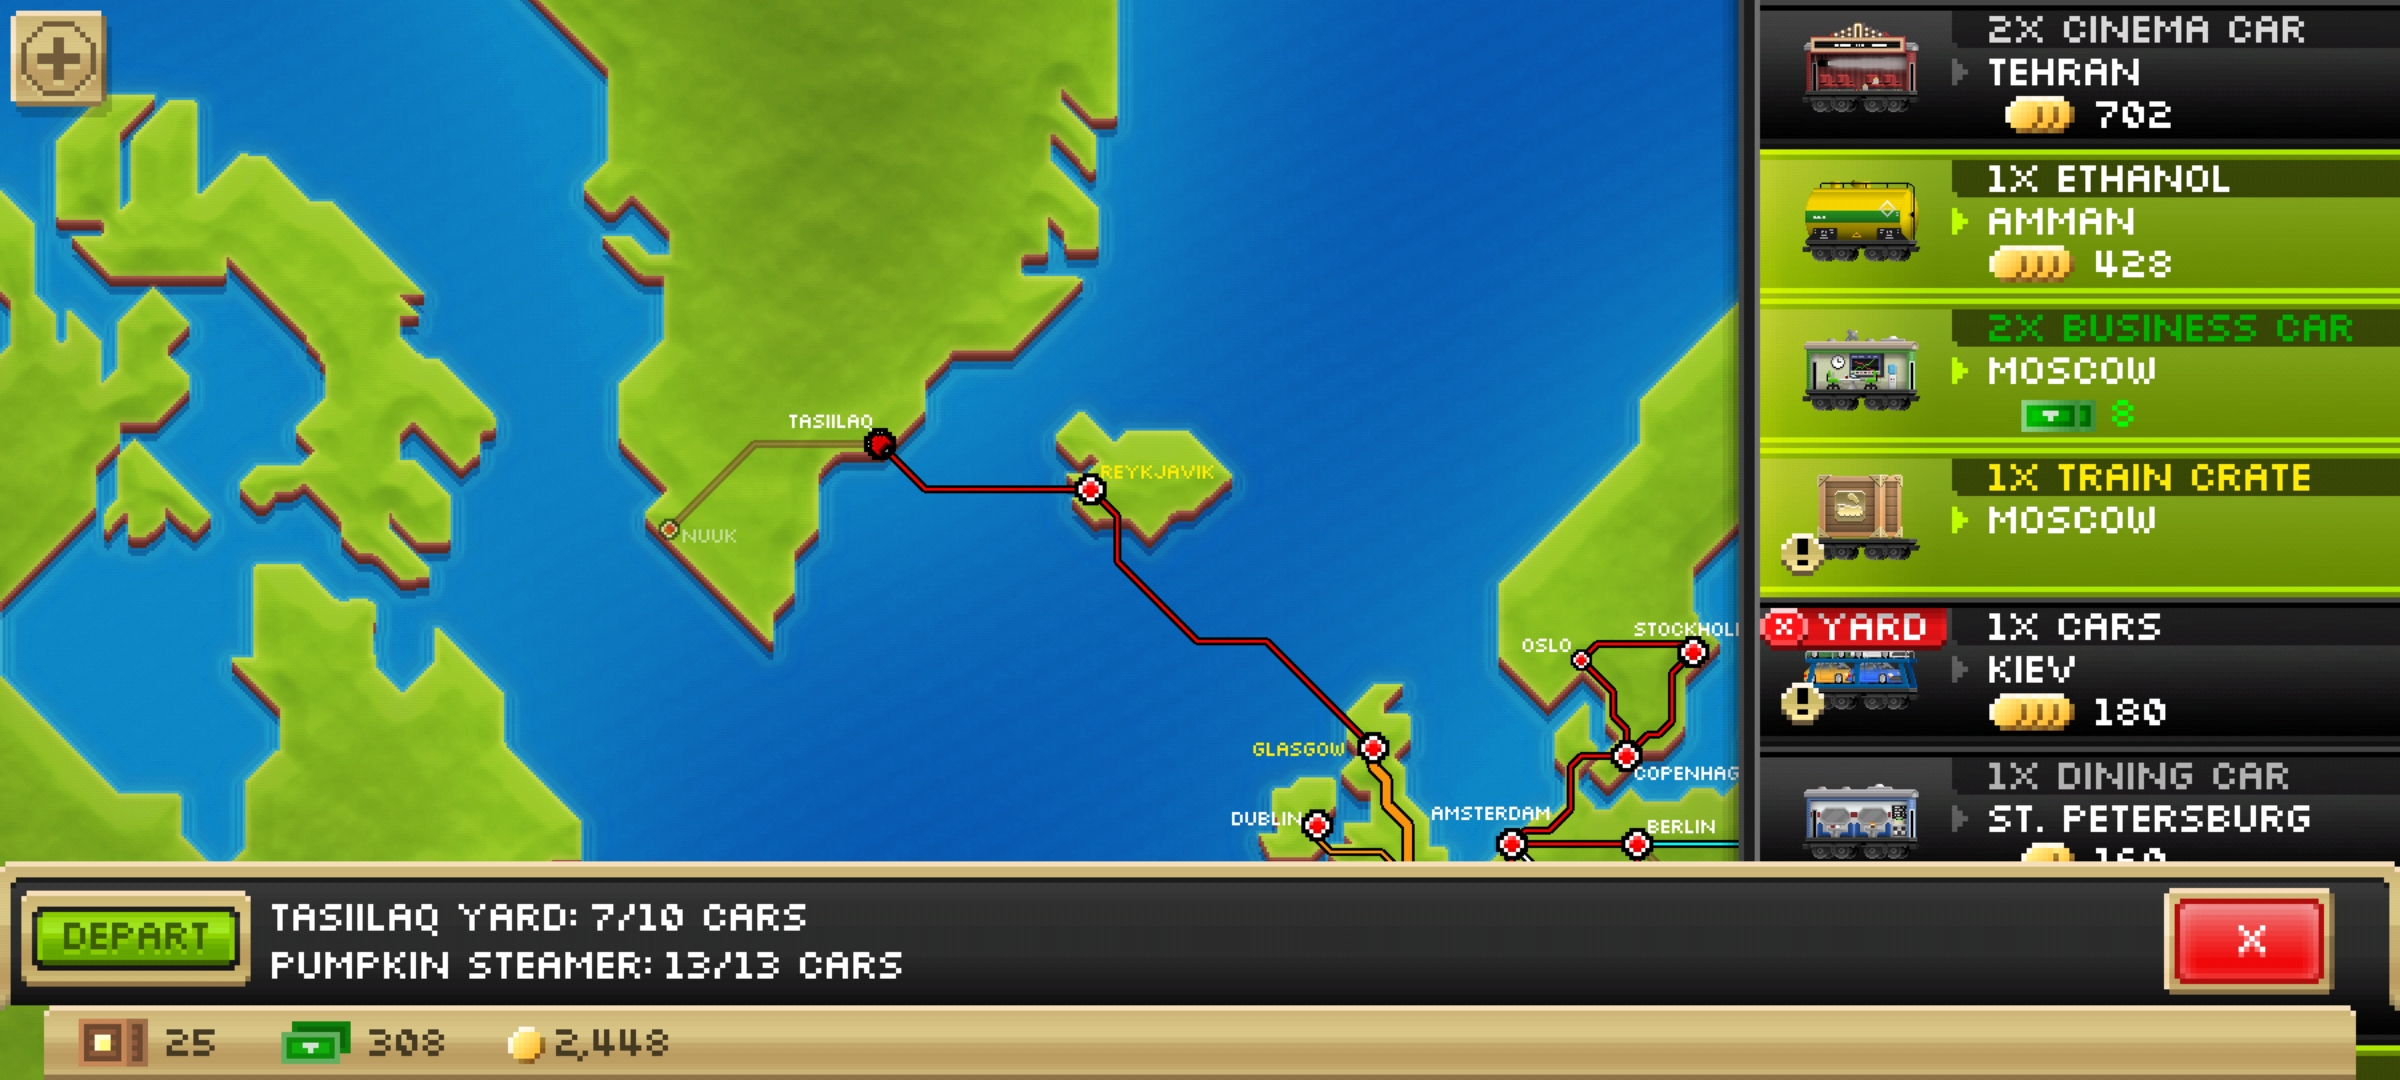 TASIILAQ
REYKJAVIK
NUUK
GLASGOW
DUBLIN
OSLO
AMSTERDAM
BERLIN
2X CINEMA CAR
TEHRAN
702
1X ETHANOL
AMMAN
428
2X BUSINESS CAR
MOSCOW
8
1X TRAIN CRATE
MOSCOW
YARD
1X CARS
KIEV
180
1X DINING CAR
ST. PETERSBURG
DEPART
TASIILAQ YARD: 7/10 CARS
PUMPKIN STEAMER: 13/13 CARS
X
25
308
2,448